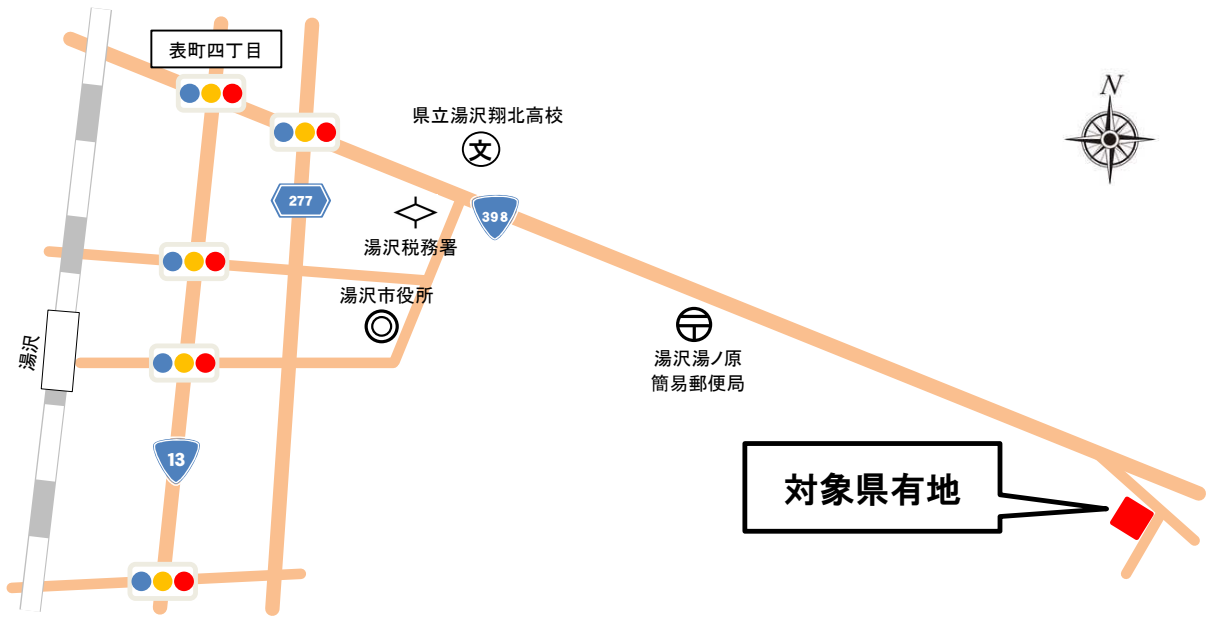 表町四丁目
N
県立湯沢翔北高校
文
277
398
湯沢税務署
湯沢市役所
湯沢
湯沢湯ノ原
簡易郵便局
13
対象県有地